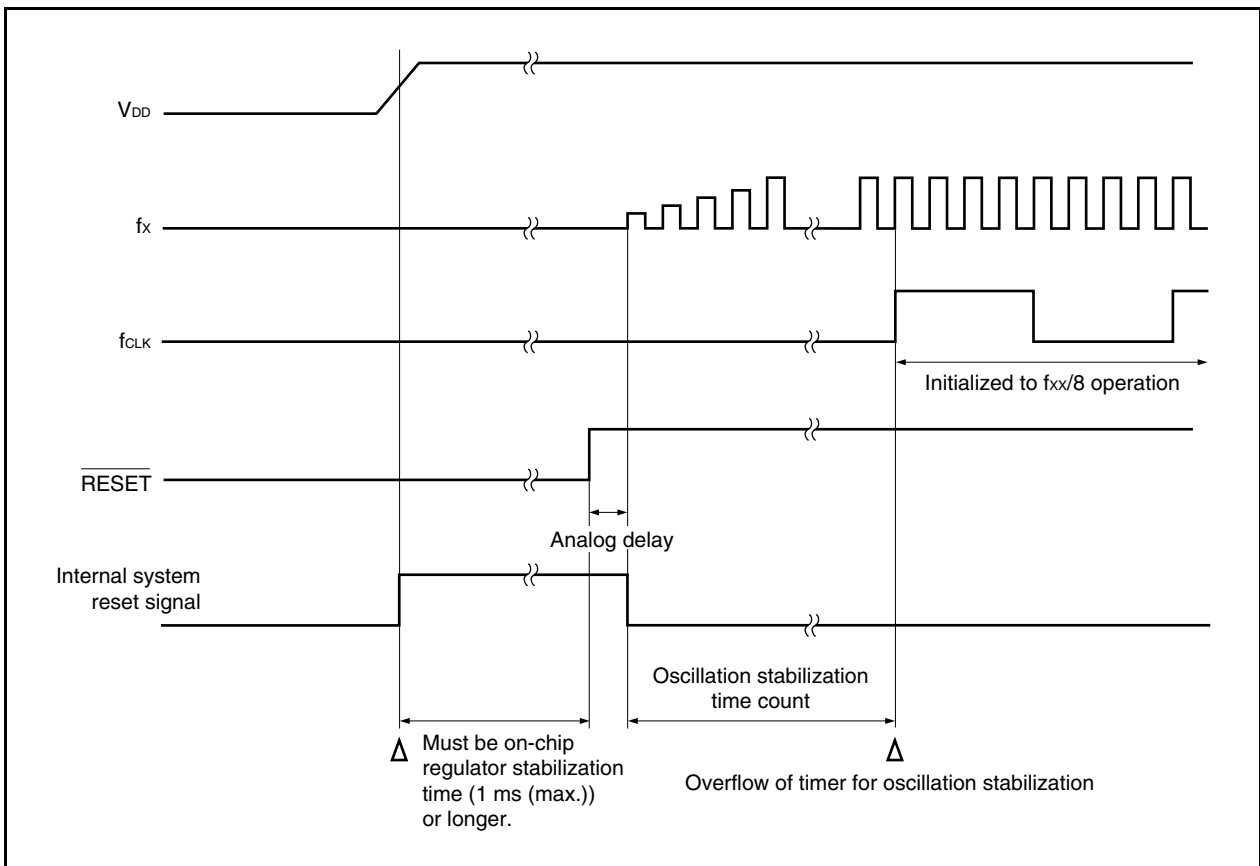 VDD
fX
fCLK
Initialized to fXX/8 operation
RESET
Analog delay
Internal system
reset signal
Oscillation stabilization
time count
Must be on-chip
regulator stabilization
time (1 ms (max.))
or longer.
Overflow of timer for oscillation stabilization